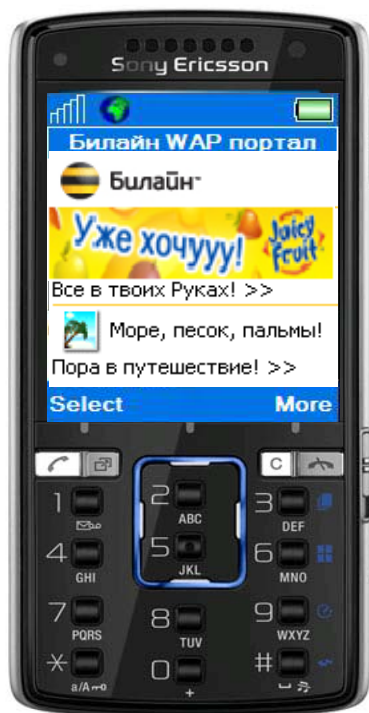 Sony Ericsson
Билайн WAP портал
Билайн™
Уже хочууу! Juicy Fruit
Все в твоих Руках! >>
Море, песок, пальмы!
Пора в путешествие! >>
Select More
C
1 2 ABC 3 DEF
4 GHI 5 JKL 6 MNO
7 PQRS 8 TUV 9 WXYZ
* a/A 0 + #